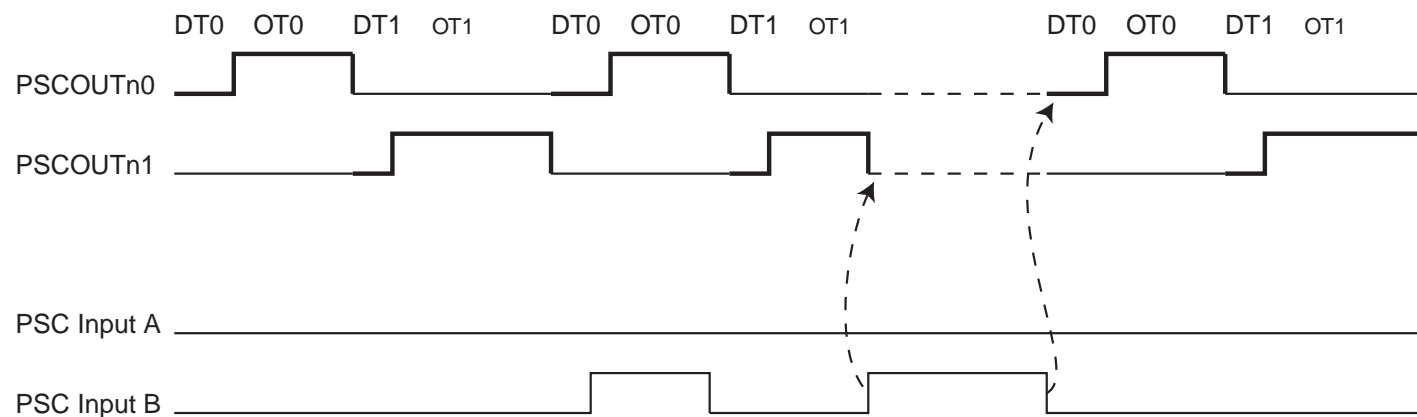 DT0 OT0 DT1 OT1 DT0 OT0 DT1 OT1 DT0 OT0 DT1 OT1
PSCOUTn0
PSCOUTn1
PSC Input A
PSC Input B